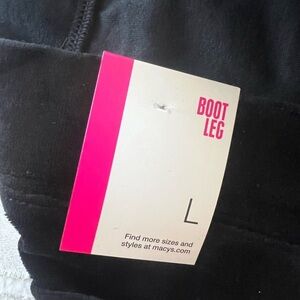 BOOT
LEG
L
Find more sizes and
styles at macys.com